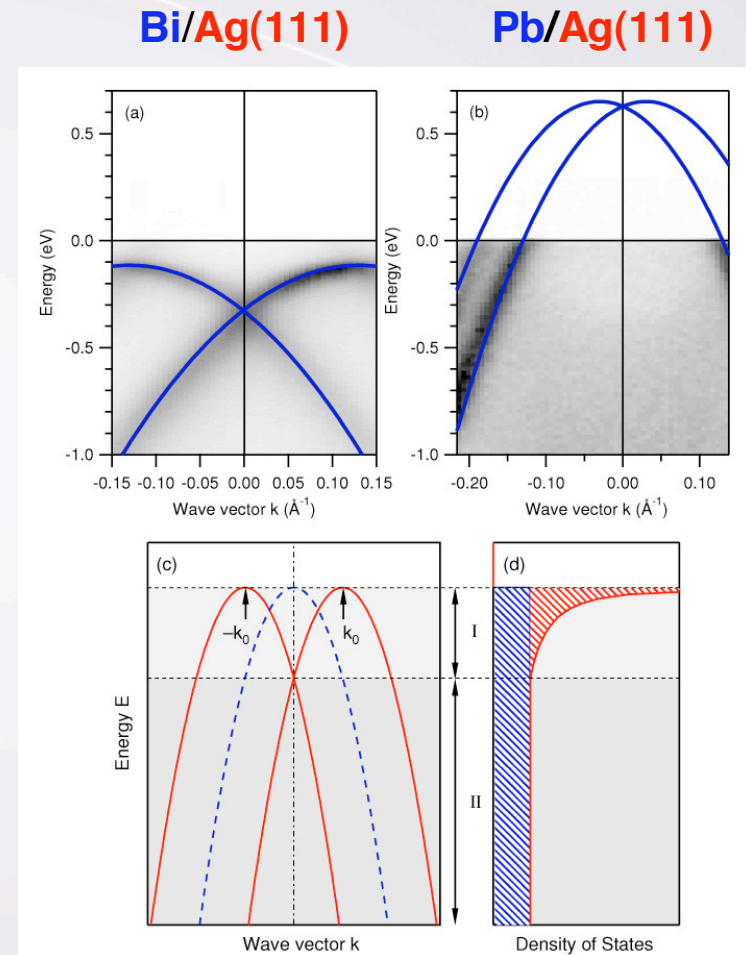 Bi/Ag(111)
Pb/Ag(111)
(a)
0.5
0.0
-0.5
-1.0
Energy (eV)
-0.15 -0.10 -0.05 0.00 0.05 0.10 0.15
Wave vector k (Å⁻¹)
(b)
0.5
0.0
-0.5
-1.0
Energy (eV)
-0.20 -0.10 0.00 0.10
Wave vector k (Å⁻¹)
(c)
−k₀
k₀
Energy E
Wave vector k
I
II
(d)
Density of States